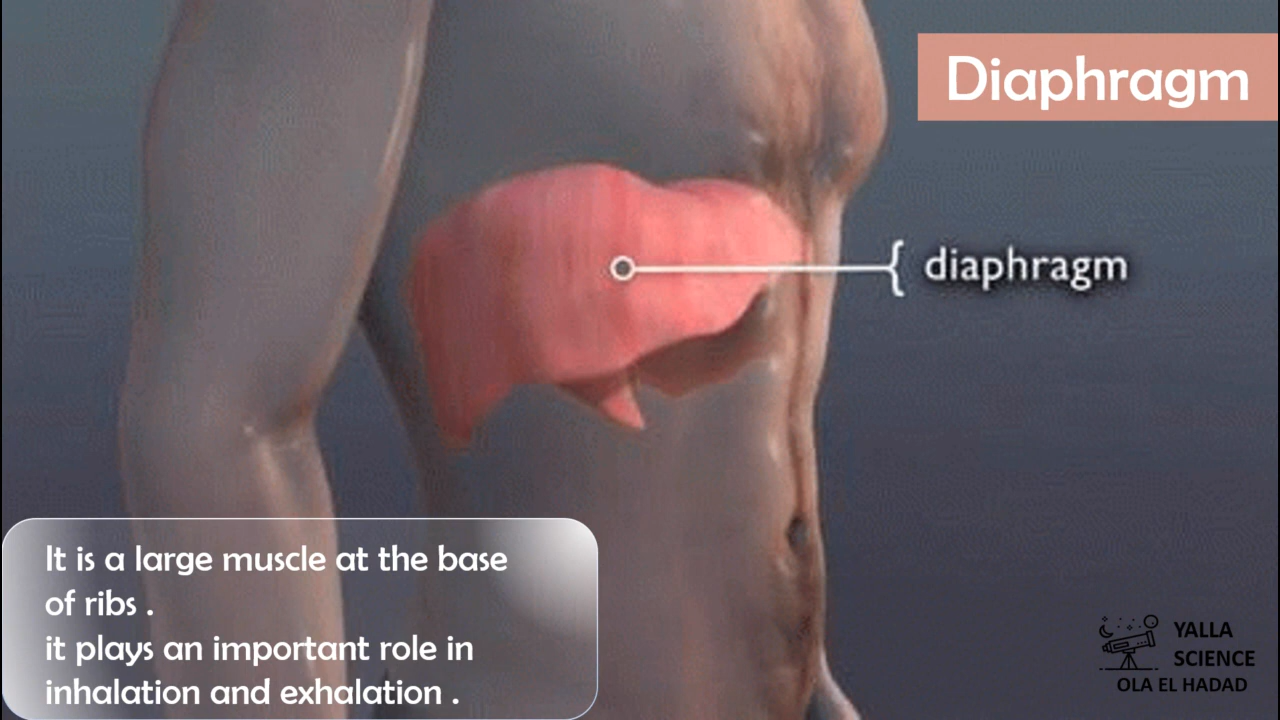 Diaphragm
diaphragm
It is a large muscle at the base
of ribs .
it plays an important role in
inhalation and exhalation .
YALLA
SCIENCE
OLA EL HADAD